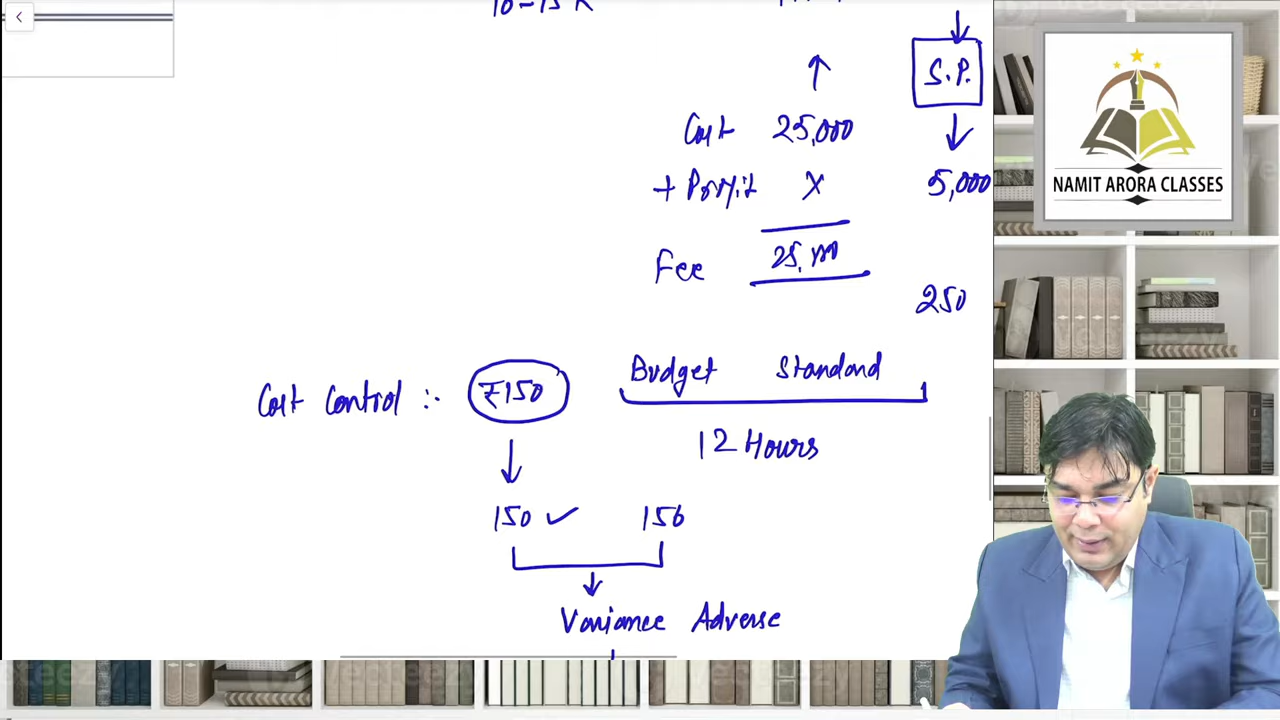 S.P.
Cost 25,000
+ Profit X 5,000
Fee 25,000
250
Cost Control :- ₹150 Budget Standard
12 Hours
150 ✓ 156
Variance Adverse
NAMIT ARORA CLASSES